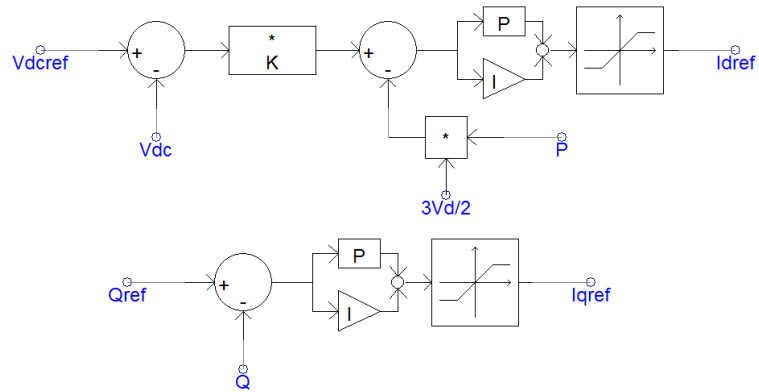 Vdcref
+
-
Vdc
*
K
+
-
P
I
Idref
*
P
3Vd/2
Qref
+
-
Q
P
I
Iqref